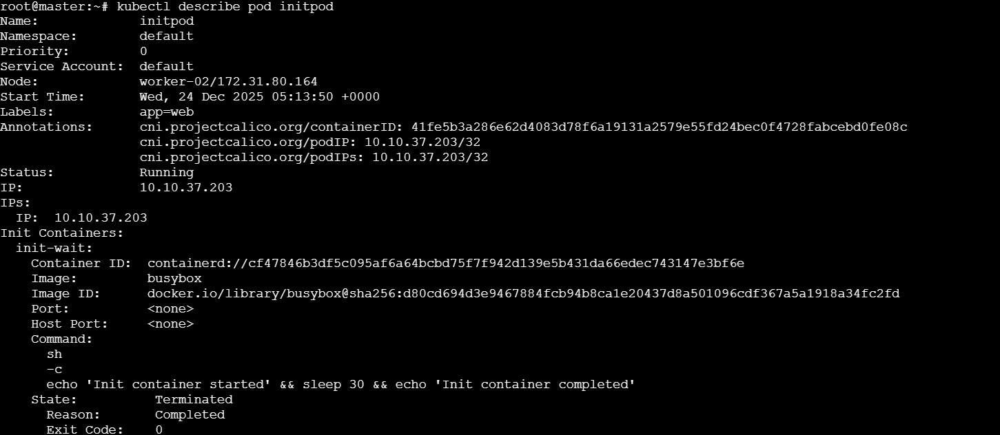 root@master:~# kubectl describe pod initpod
Name:             initpod
Namespace:        default
Priority:         0
Service Account:  default
Node:             worker-02/172.31.80.164
Start Time:       Wed, 24 Dec 2025 05:13:50 +0000
Labels:           app=web
Annotations:      cni.projectcalico.org/containerID: 41fe5b3a286e62d4083d78f6a19131a2579e55fd24bec0f4728fabcebd0fe08c
                  cni.projectcalico.org/podIP: 10.10.37.203/32
                  cni.projectcalico.org/podIPs: 10.10.37.203/32
Status:           Running
IP:               10.10.37.203
IPs:
  IP:  10.10.37.203
Init Containers:
  init-wait:
    Container ID:  containerd://cf47846b3df5c095af6a64bcbd75f7f942d139e5b431da66edec743147e3bf6e
    Image:         busybox
    Image ID:      docker.io/library/busybox@sha256:d80cd694d3e9467884fcb94b8ca1e20437d8a501096cdf367a5a1918a34fc2fd
    Port:          <none>
    Host Port:     <none>
    Command:
      sh
      -c
      echo 'Init container started' && sleep 30 && echo 'Init container completed'
    State:          Terminated
      Reason:       Completed
      Exit Code:    0